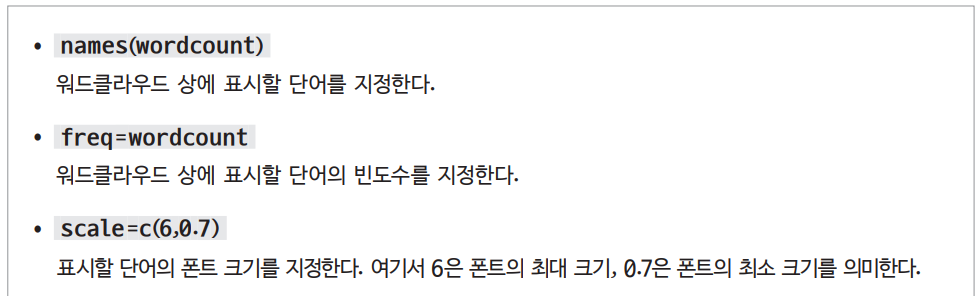 • names(wordcount)
워드클라우드 상에 표시할 단어를 지정한다.
• freq=wordcount
워드클라우드 상에 표시할 단어의 빈도수를 지정한다.
• scale=c(6,0.7)
표시할 단어의 폰트 크기를 지정한다. 여기서 6은 폰트의 최대 크기, 0.7은 폰트의 최소 크기를 의미한다.